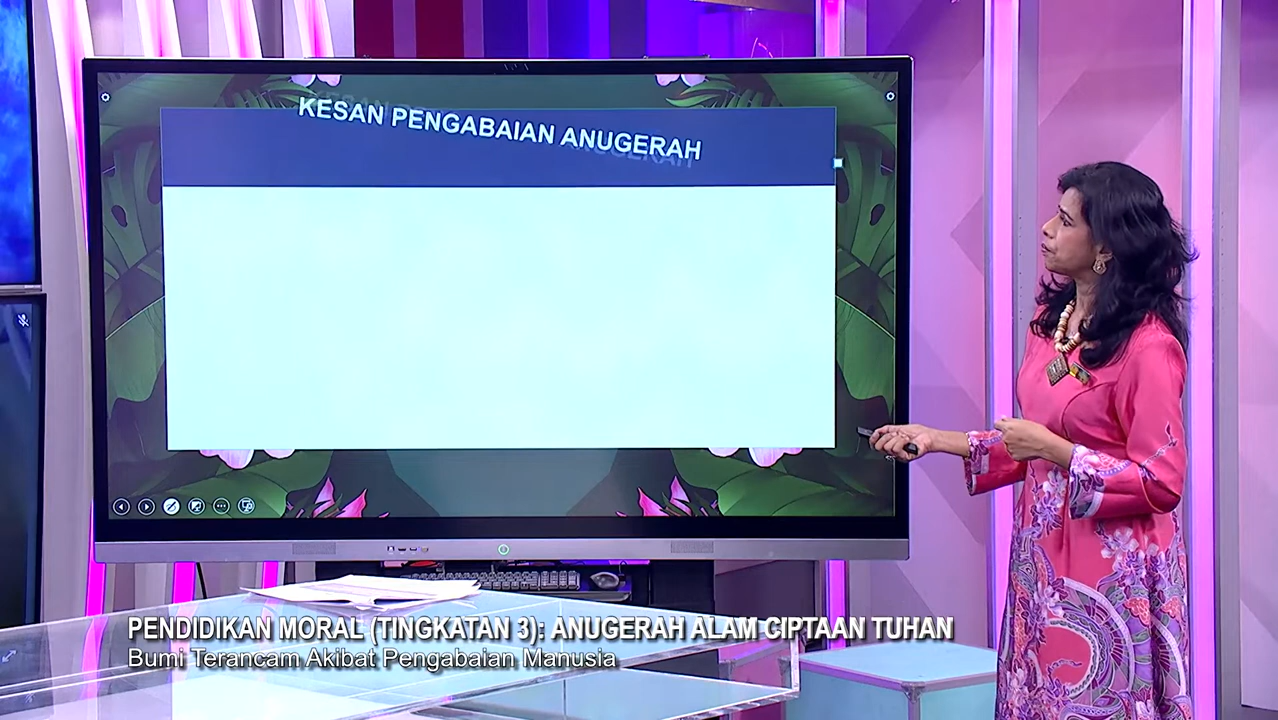 KESAN PENGABAIAN ANUGERAH
PENDIDIKAN MORAL (TINGKATAN 3): ANUGERAH ALAM CIPTAAN TUHAN
Bumi Terancam Akibat Pengabaian Manusia